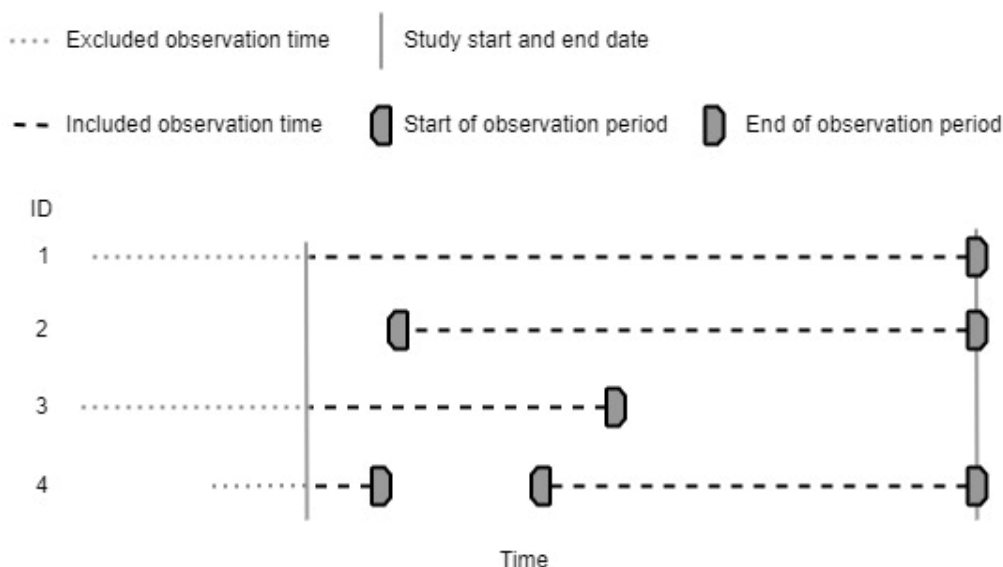 Excluded observation time
Study start and end date
Included observation time
Start of observation period
End of observation period
ID
1
2
3
4
Time